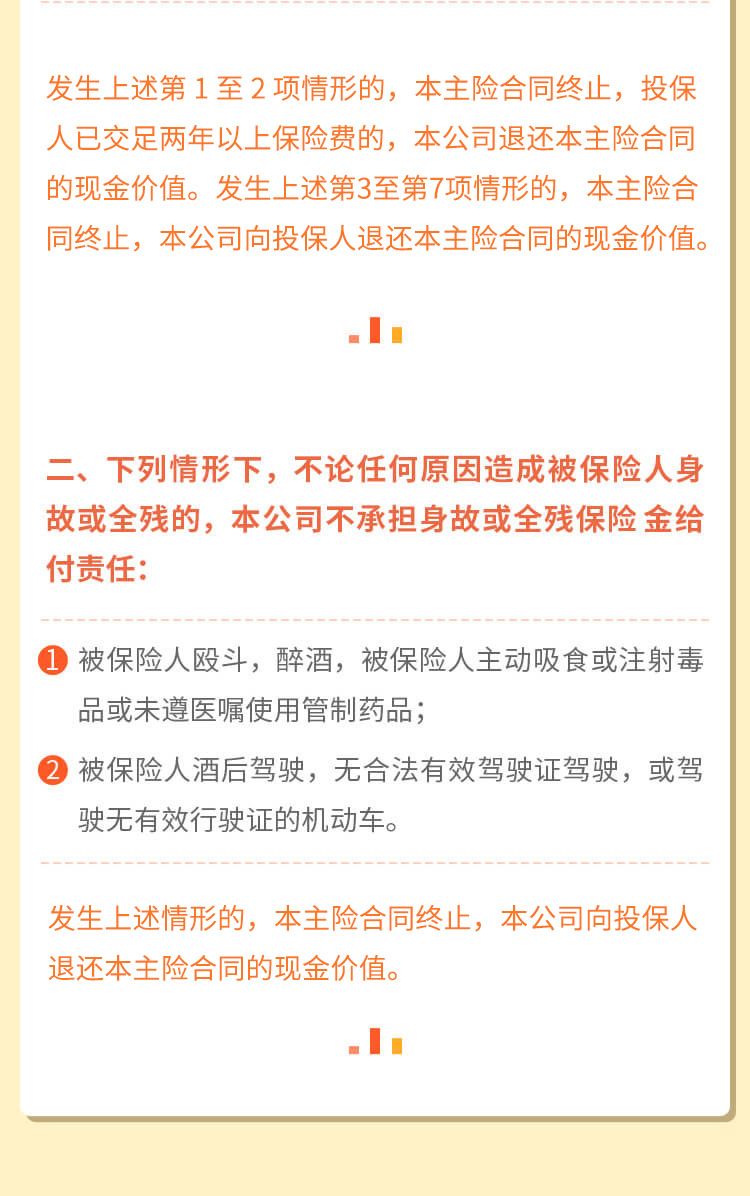 发生上述第 1 至 2 项情形的，本主险合同终止，投保
人已交足两年以上保险费的，本公司退还本主险合同
的现金价值。发生上述第3至第7项情形的，本主险合
同终止，本公司向投保人退还本主险合同的现金价值。
二、下列情形下，不论任何原因造成被保险人身
故或全残的，本公司不承担身故或全残保险 金给
付责任：
1 被保险人殴斗，醉酒，被保险人主动吸食或注射毒
品或未遵医嘱使用管制药品；
2 被保险人酒后驾驶，无合法有效驾驶证驾驶，或驾
驶无有效行驶证的机动车。
发生上述情形的，本主险合同终止，本公司向投保人
退还本主险合同的现金价值。